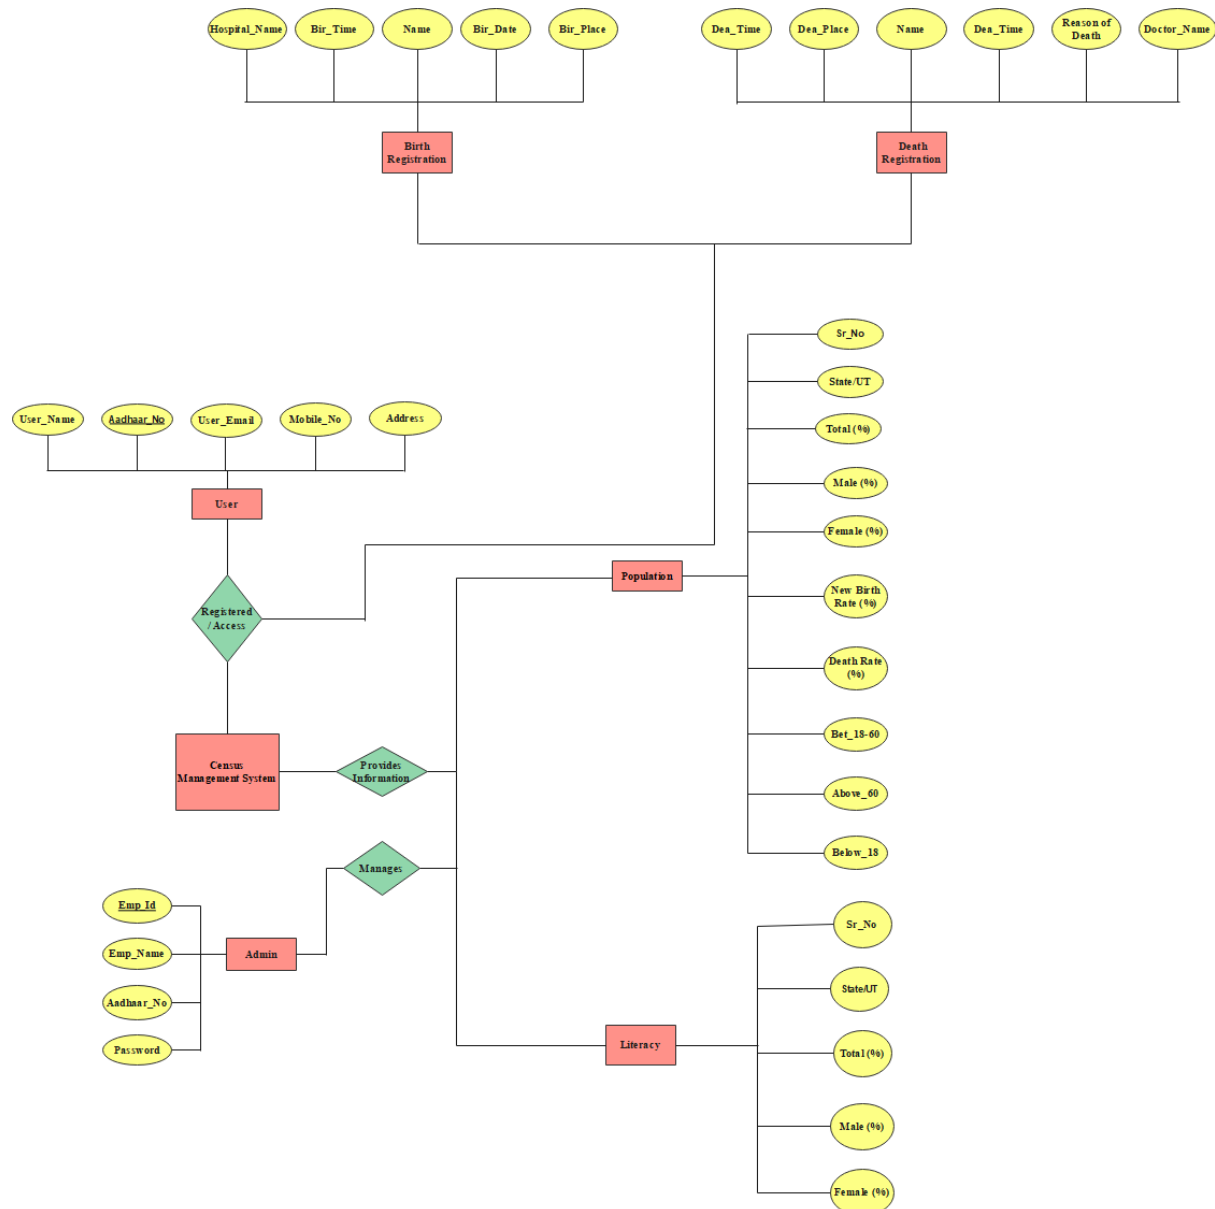 Hospital_Name
Bir_Time
Name
Bir_Date
Bir_Place
Dea_Time
Dea_Place
Name
Dea_Time
Reason of
Death
Doctor_Name
Birth
Registration
Death
Registration
Sr_No
State/UT
Total (%)
Male (%)
Female (%)
New Birth
Rate (%)
Death Rate
(%)
Bet_18-60
Above_60
Below_18
Population
User_Name
Aadhaar_No
User_Email
Mobile_No
Address
User
Registered
/ Access
Census
Management System
Provides
Information
Manages
Emp_Id
Emp_Name
Aadhaar_No
Password
Admin
Literacy
Sr_No
State/UT
Total (%)
Male (%)
Female (%)